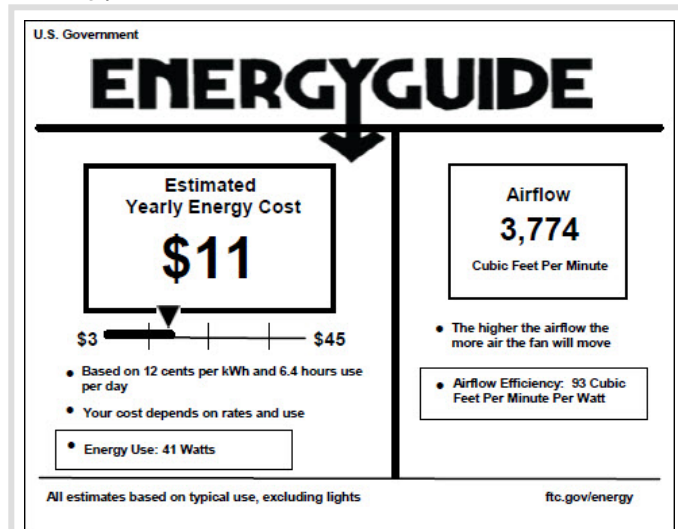 U.S. Government
ENERGYGUIDE
Estimated
Yearly Energy Cost
$11
$3
$45
• Based on 12 cents per kWh and 6.4 hours use
per day
• Your cost depends on rates and use
• Energy Use: 41 Watts
Airflow
3,774
Cubic Feet Per Minute
• The higher the airflow the
more air the fan will move
• Airflow Efficiency: 93 Cubic
Feet Per Minute Per Watt
All estimates based on typical use, excluding lights
ftc.gov/energy